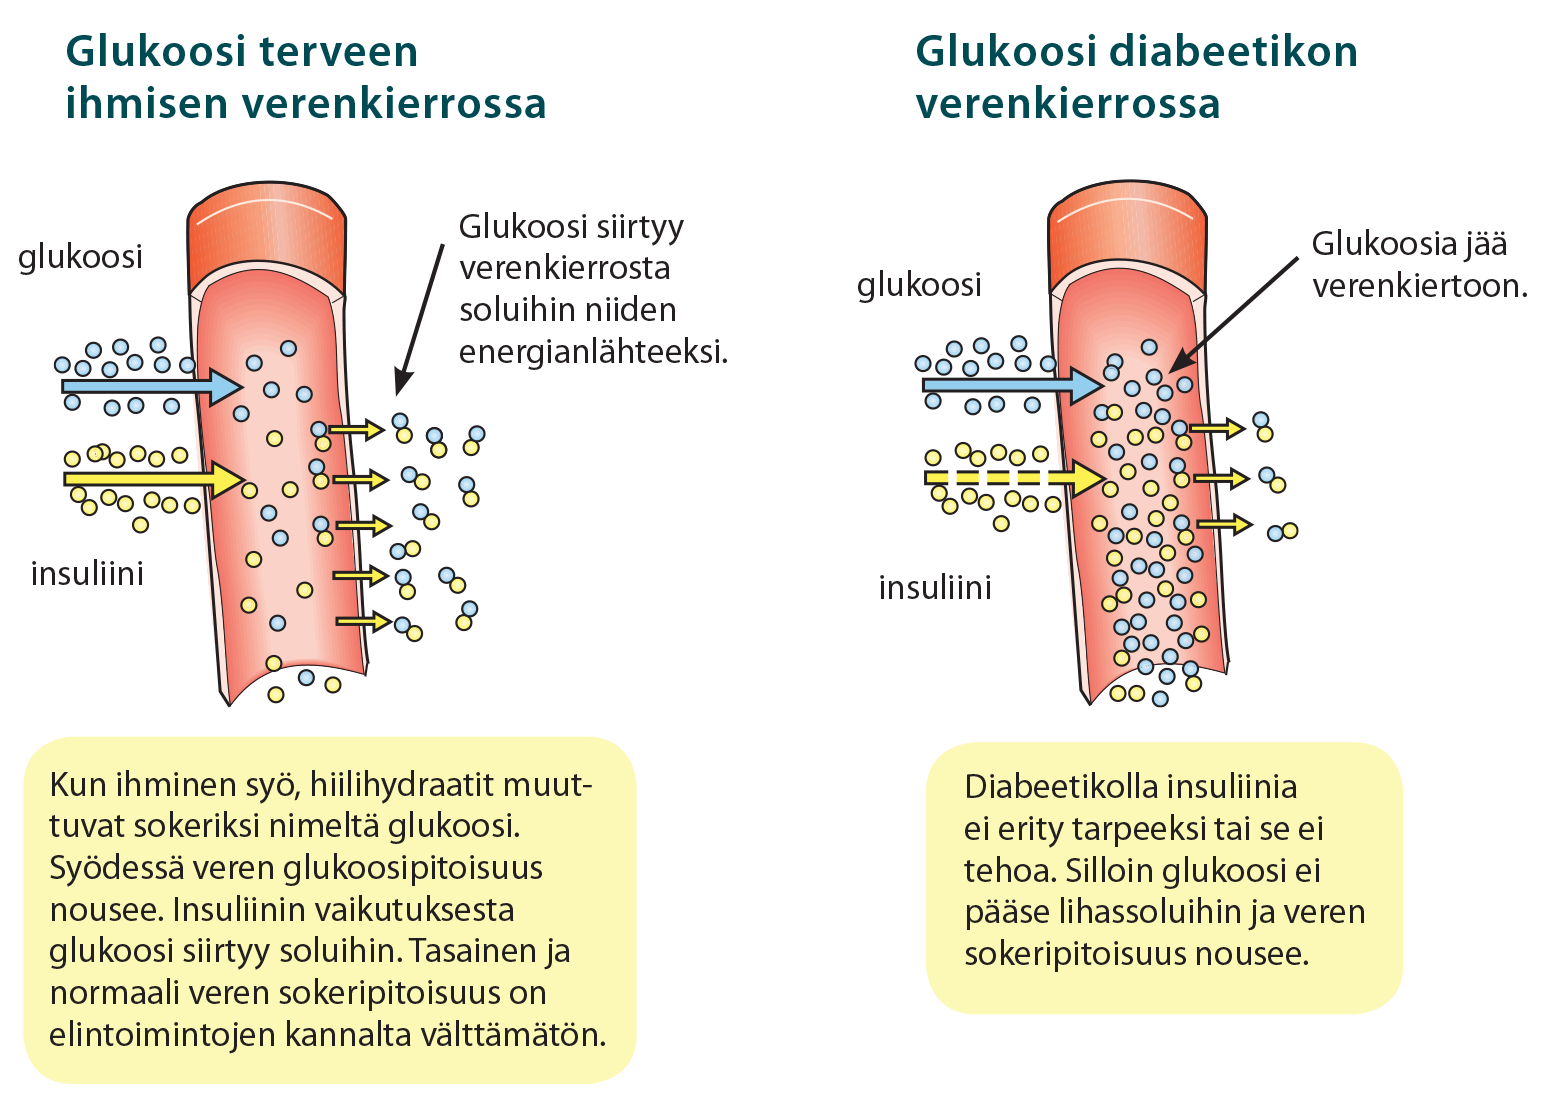 Glukoosi terveen
ihmisen verenkierrossa
glukoosi
Glukoosi siirtyy
verenkierrosta
soluihin niiden
energianlähteeksi.
insuliini
Kun ihminen syö, hiilihydraatit muut-
tuvat sokeriksi nimeltä glukoosi.
Syödessä veren glukoosipitoisuus
nousee. Insuliinin vaikutuksesta
glukoosi siirtyy soluihin. Tasainen ja
normaali veren sokeripitoisuus on
elintoimintojen kannalta välttämätön.
Glukoosi diabeetikon
verenkierrossa
glukoosi
Glukoosia jää
verenkiertoon.
insuliini
Diabeetikolla insuliinia
ei erity tarpeeksi tai se ei
tehoa. Silloin glukoosi ei
pääse lihassoluihin ja veren
sokeripitoisuus nousee.